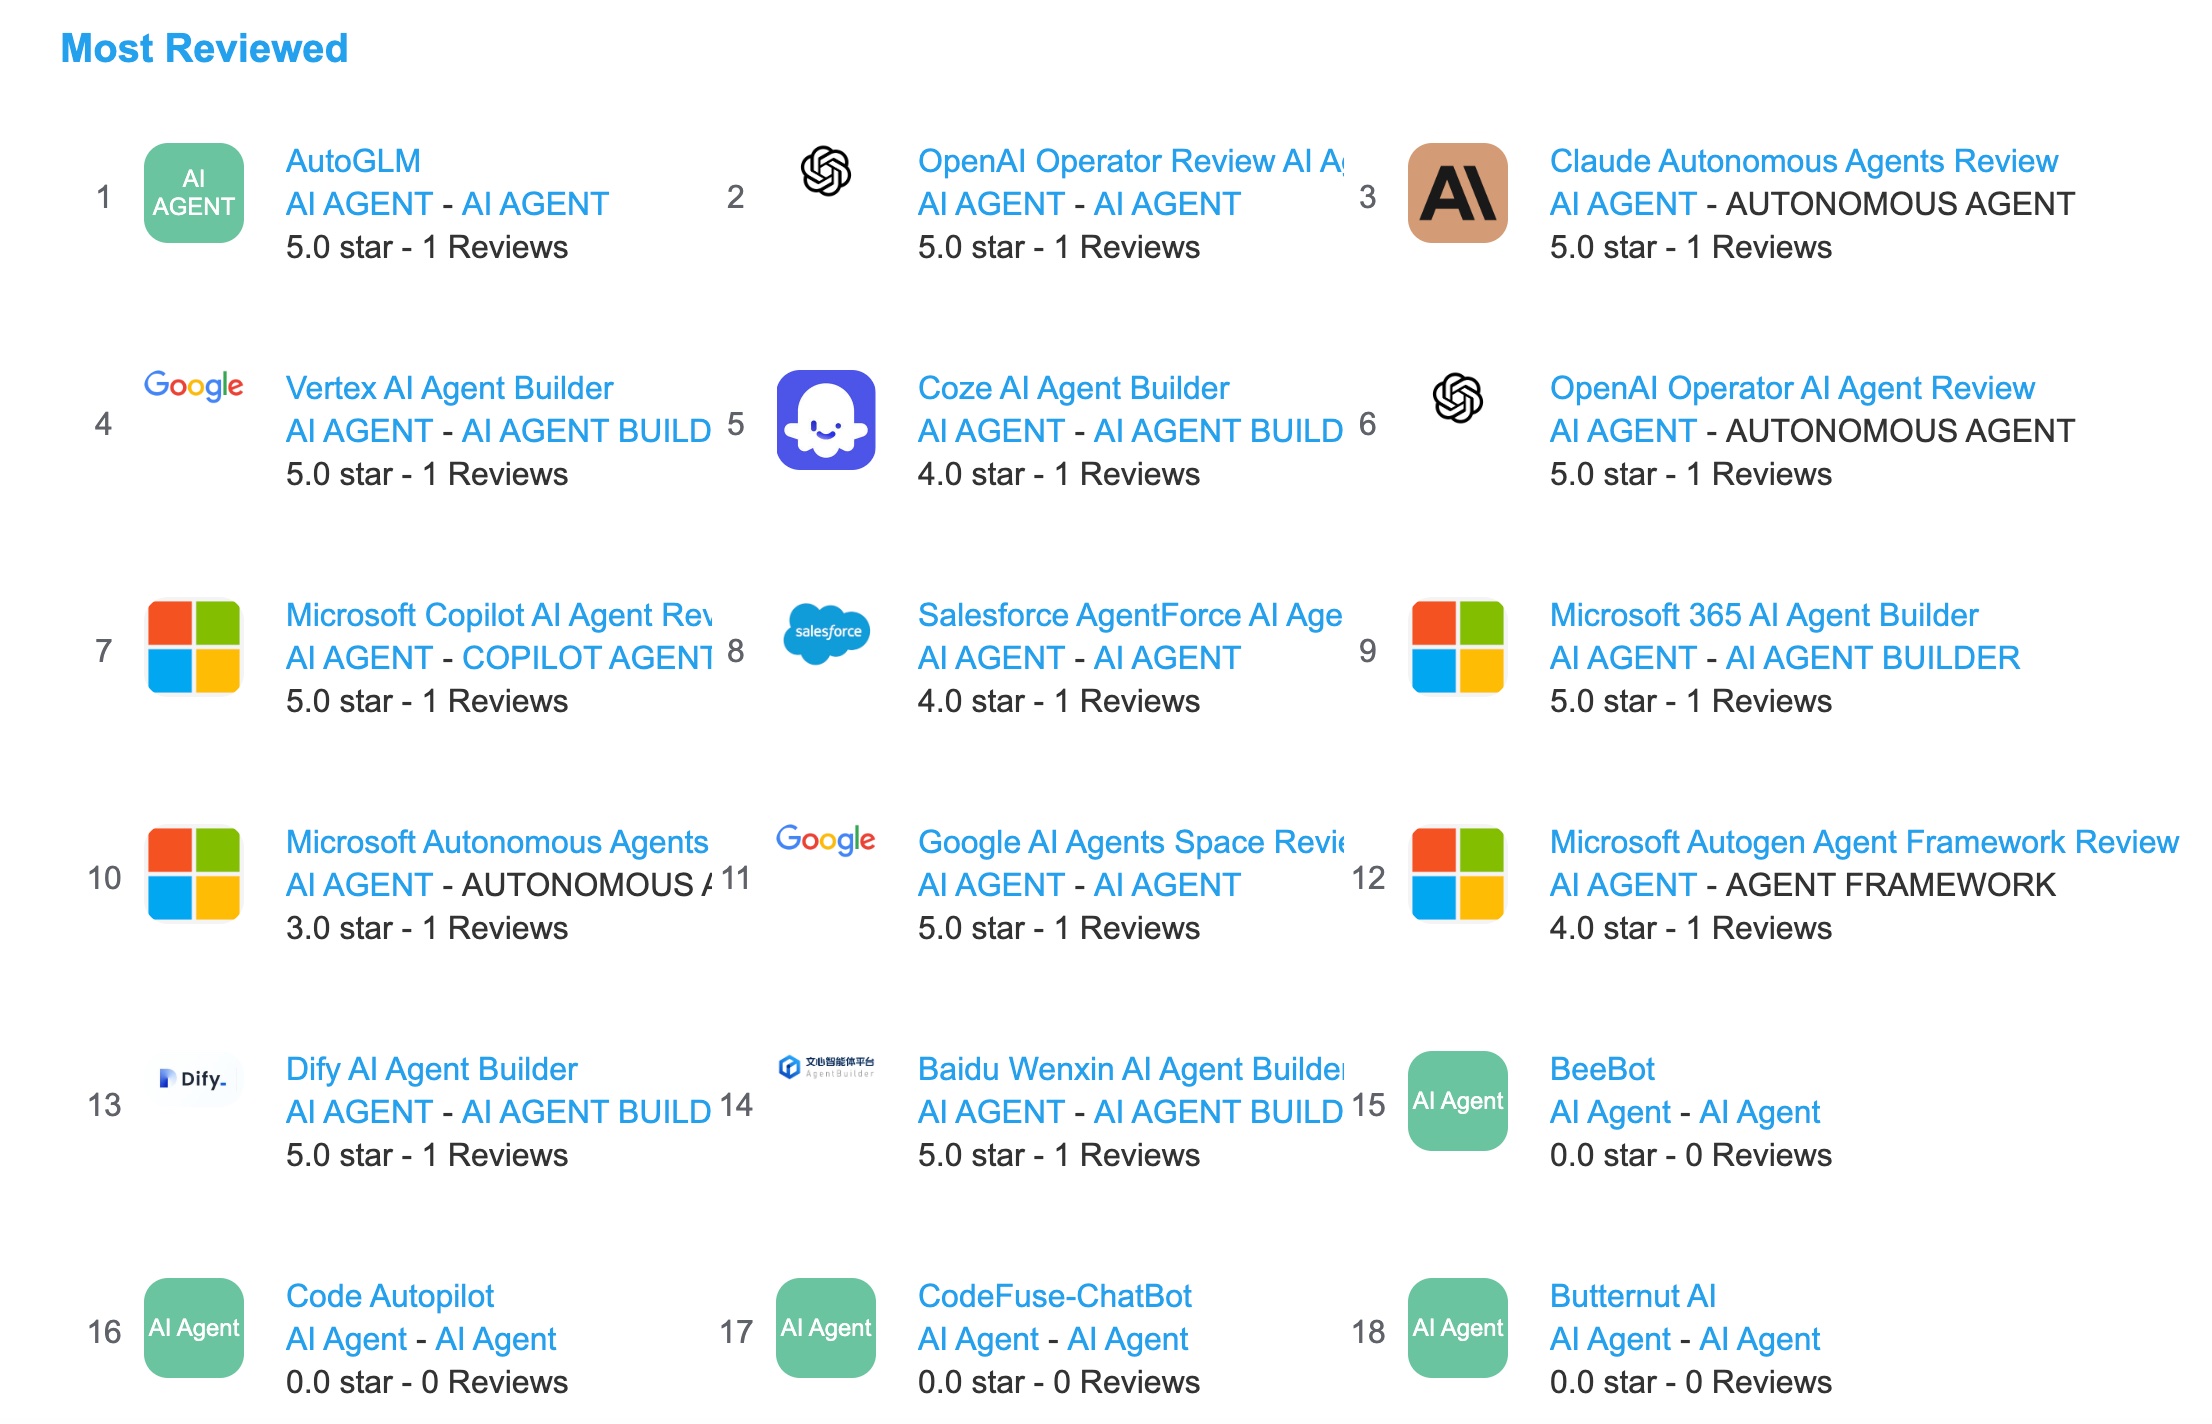 Most Reviewed
1
AI
AGENT
AutoGLM
AI AGENT - AI AGENT
5.0 star - 1 Reviews
2
OpenAI Operator Review AI Ag
AI AGENT - AI AGENT
5.0 star - 1 Reviews
3
AI
Claude Autonomous Agents Review
AI AGENT - AUTONOMOUS AGENT
5.0 star - 1 Reviews
4
Google
Vertex AI Agent Builder
AI AGENT - AI AGENT BUILD
5.0 star - 1 Reviews
5
Coze AI Agent Builder
AI AGENT - AI AGENT BUILD
4.0 star - 1 Reviews
6
OpenAI Operator AI Agent Review
AI AGENT - AUTONOMOUS AGENT
5.0 star - 1 Reviews
7
Microsoft Copilot AI Agent Rev
AI AGENT - COPILOT AGENT
5.0 star - 1 Reviews
8
salesforce
Salesforce AgentForce AI Age
AI AGENT - AI AGENT
4.0 star - 1 Reviews
9
Microsoft 365 AI Agent Builder
AI AGENT - AI AGENT BUILDER
5.0 star - 1 Reviews
10
Microsoft Autonomous Agents
AI AGENT - AUTONOMOUS A
3.0 star - 1 Reviews
11
Google
Google AI Agents Space Revie
AI AGENT - AI AGENT
5.0 star - 1 Reviews
12
Microsoft Autogen Agent Framework Review
AI AGENT - AGENT FRAMEWORK
4.0 star - 1 Reviews
13
Dify.
Dify AI Agent Builder
AI AGENT - AI AGENT BUILD
5.0 star - 1 Reviews
14
文心智能体平台
AgentBuilder
Baidu Wenxin AI Agent Builder
AI AGENT - AI AGENT BUILD
5.0 star - 1 Reviews
15
AI Agent
BeeBot
AI Agent - AI Agent
0.0 star - 0 Reviews
16
AI Agent
Code Autopilot
AI Agent - AI Agent
0.0 star - 0 Reviews
17
AI Agent
CodeFuse-ChatBot
AI Agent - AI Agent
0.0 star - 0 Reviews
18
AI Agent
Butternut AI
AI Agent - AI Agent
0.0 star - 0 Reviews